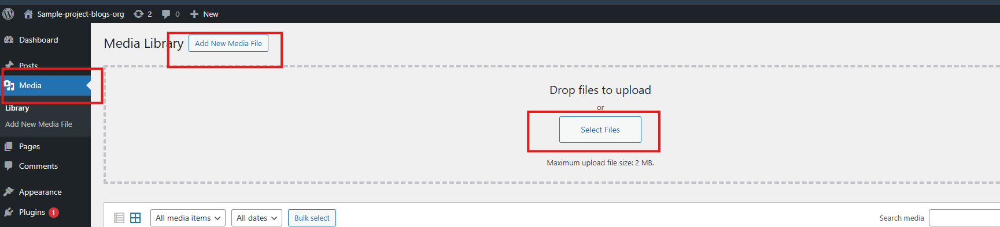 Sample-project-blogs-org 2 0 New
Dashboard
Posts
Media
Library
Add New Media File
Pages
Comments
Appearance
Plugins 1
Media Library Add New Media File
Drop files to upload
or
Select Files
Maximum upload file size: 2 MB.
All media items All dates Bulk select Search media